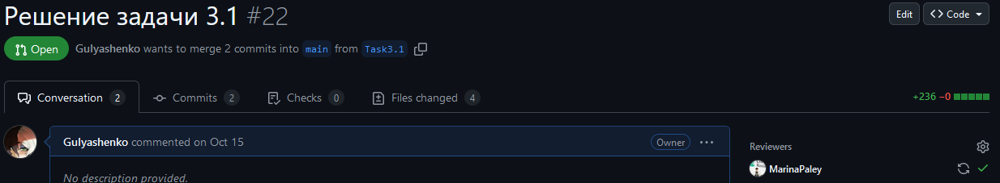 Решение задачи 3.1 #22
Edit
Code
Open
Gulyashenko wants to merge 2 commits into main from Task3.1
Conversation 2
Commits 2
Checks 0
Files changed 4
+236 −0
Gulyashenko commented on Oct 15
Owner
Reviewers
No description provided.
MarinaPaley